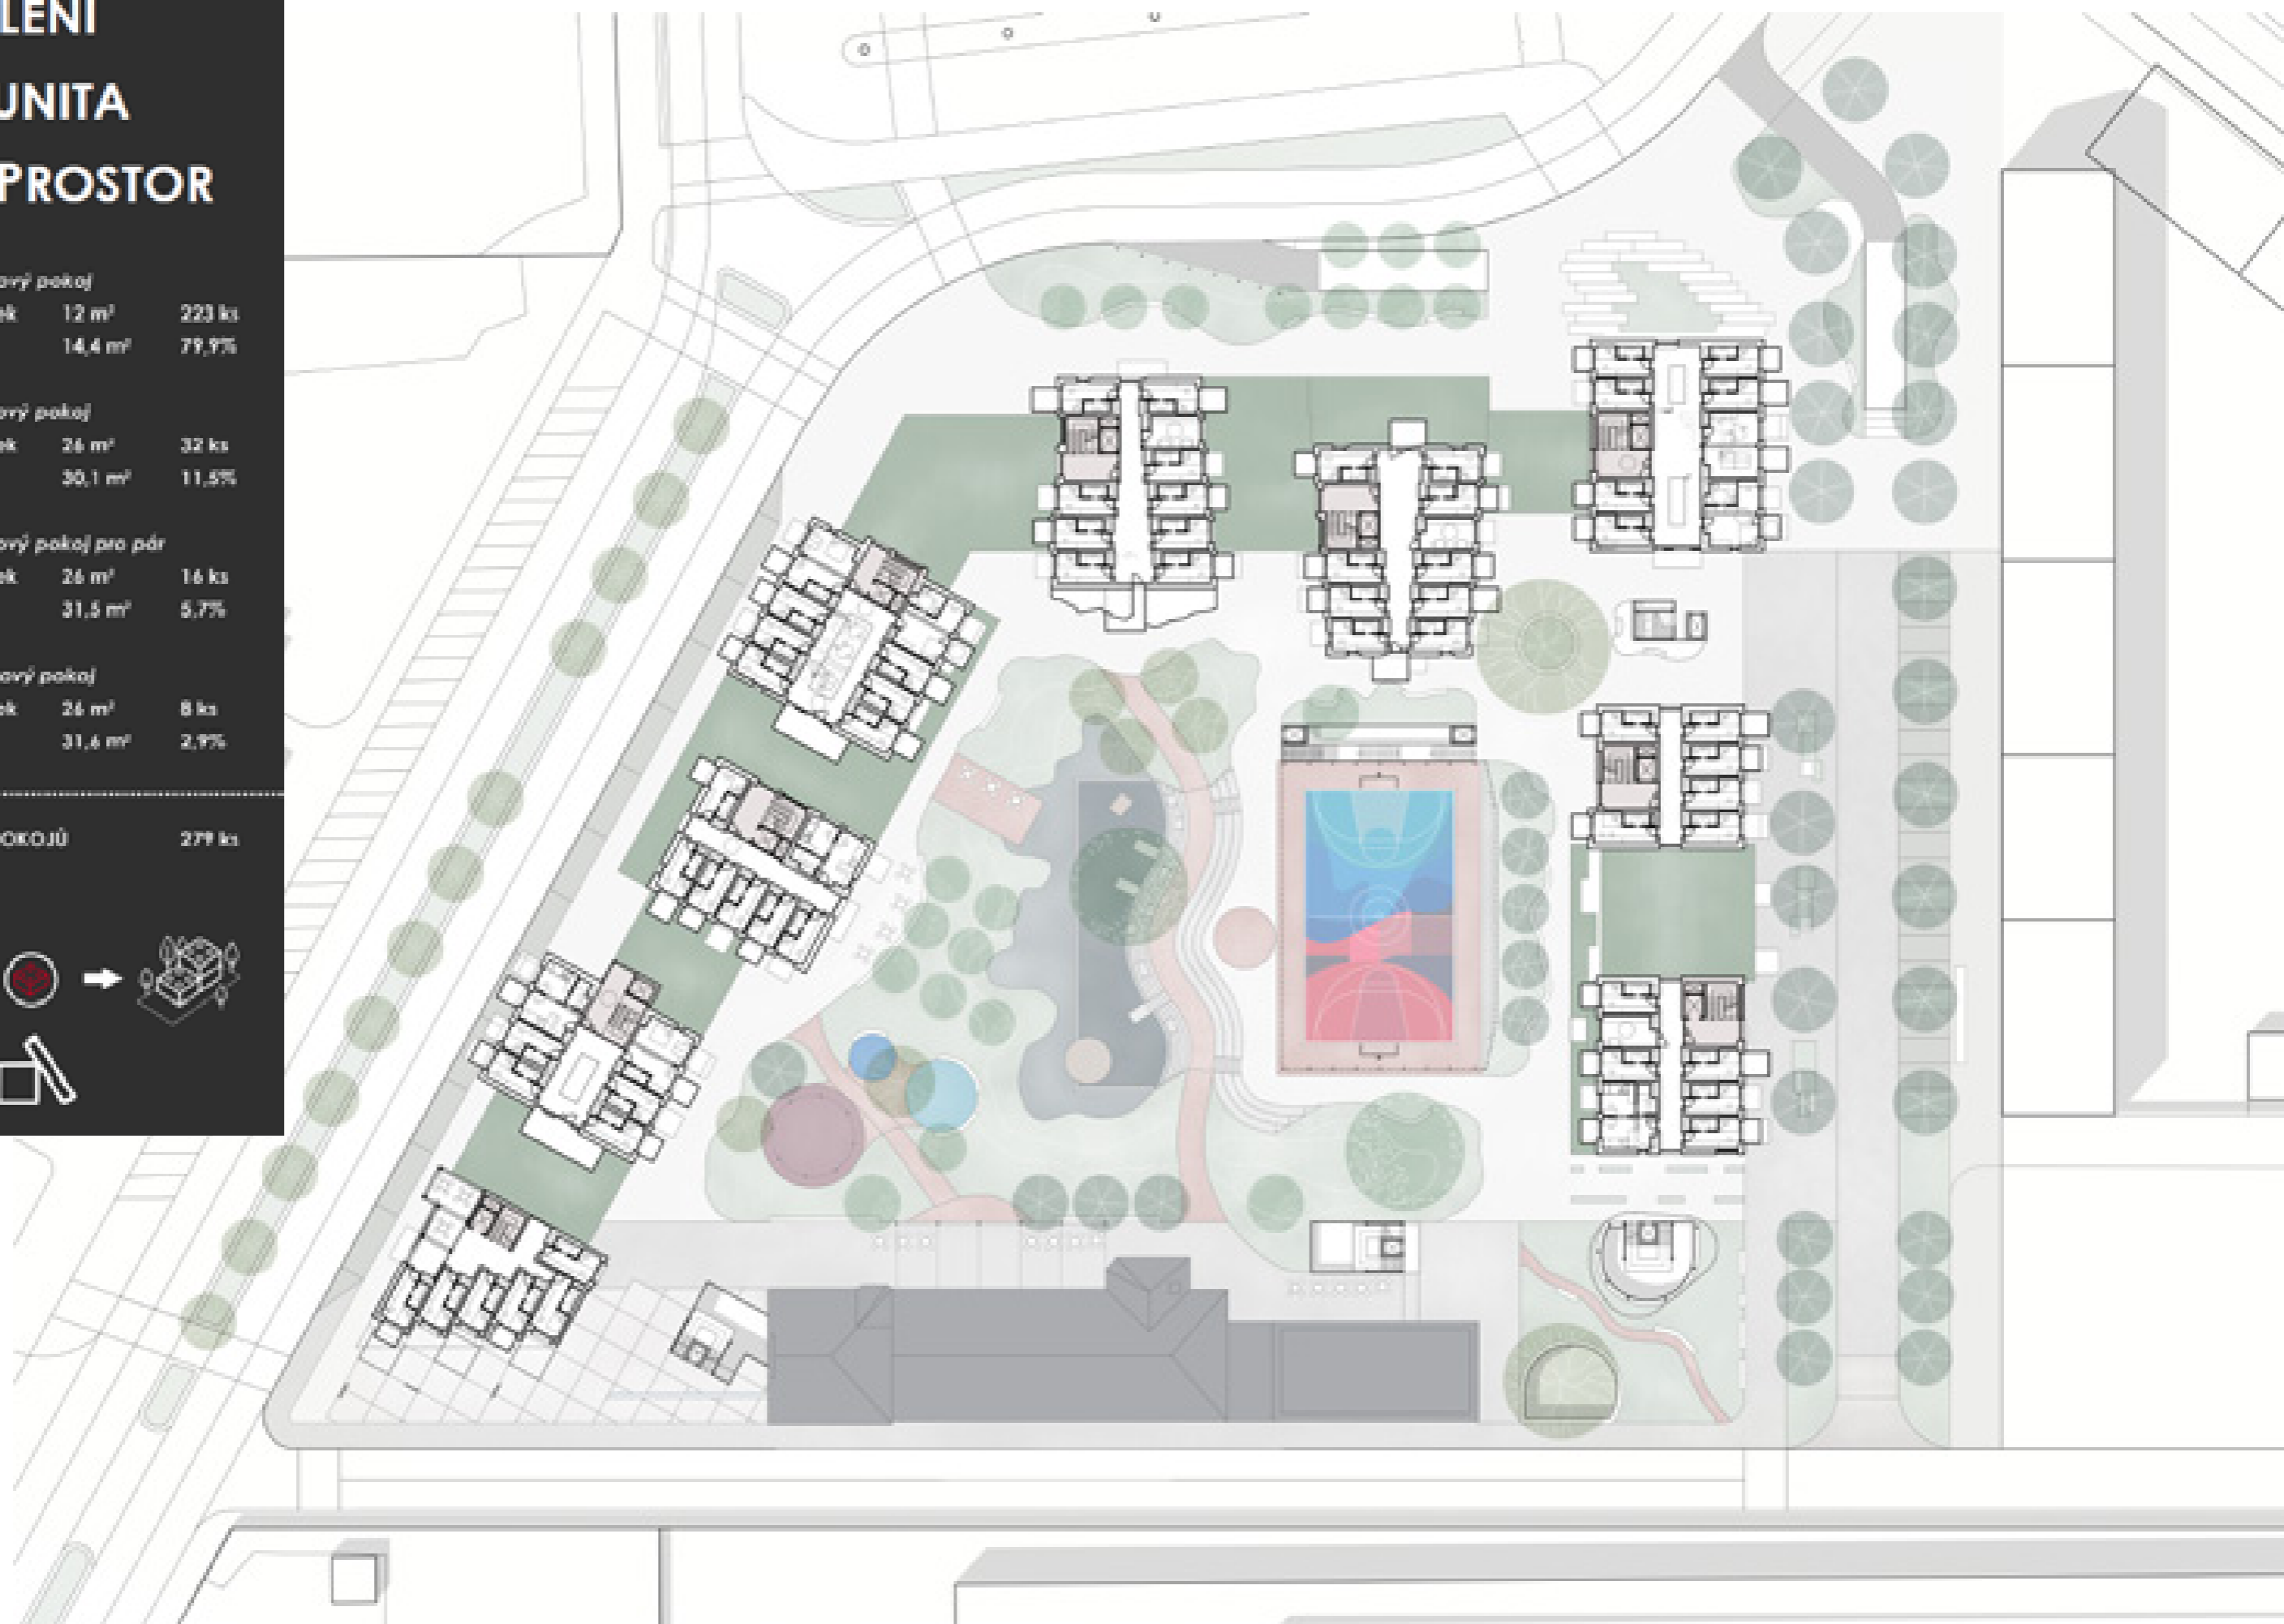 LENÍ
UNITA
PROSTOR
ový pokoj
ek 12 m² 223 ks
14,4 m² 79,9%
ový pokoj
ek 26 m² 32 ks
30,1 m² 11,5%
ový pokoj pro pár
ek 26 m² 16 ks
31,5 m² 5,7%
ový pokoj
ek 26 m² 8 ks
31,6 m² 2,9%
OKOJŮ 279 ks